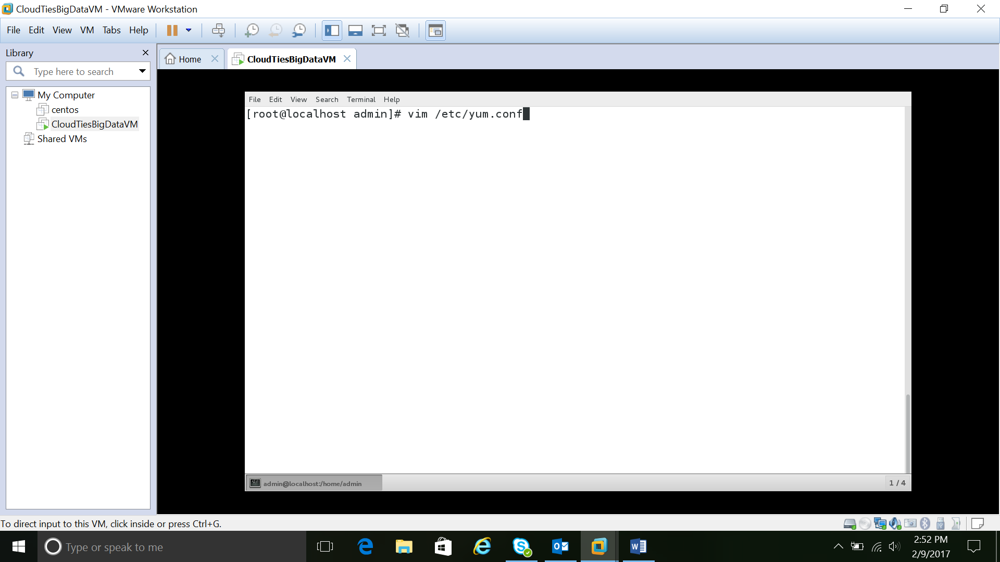 CloudTiesBigDataVM - VMware Workstation
File Edit View VM Tabs Help
Library
Type here to search
My Computer
centos
CloudTiesBigDataVM
Shared VMs
Home
CloudTiesBigDataVM
File Edit View Search Terminal Help
[root@localhost admin]# vim /etc/yum.conf
admin@localhost:/home/admin
1 / 4
To direct input to this VM, click inside or press Ctrl+G.
Type or speak to me
2:52 PM
2/9/2017